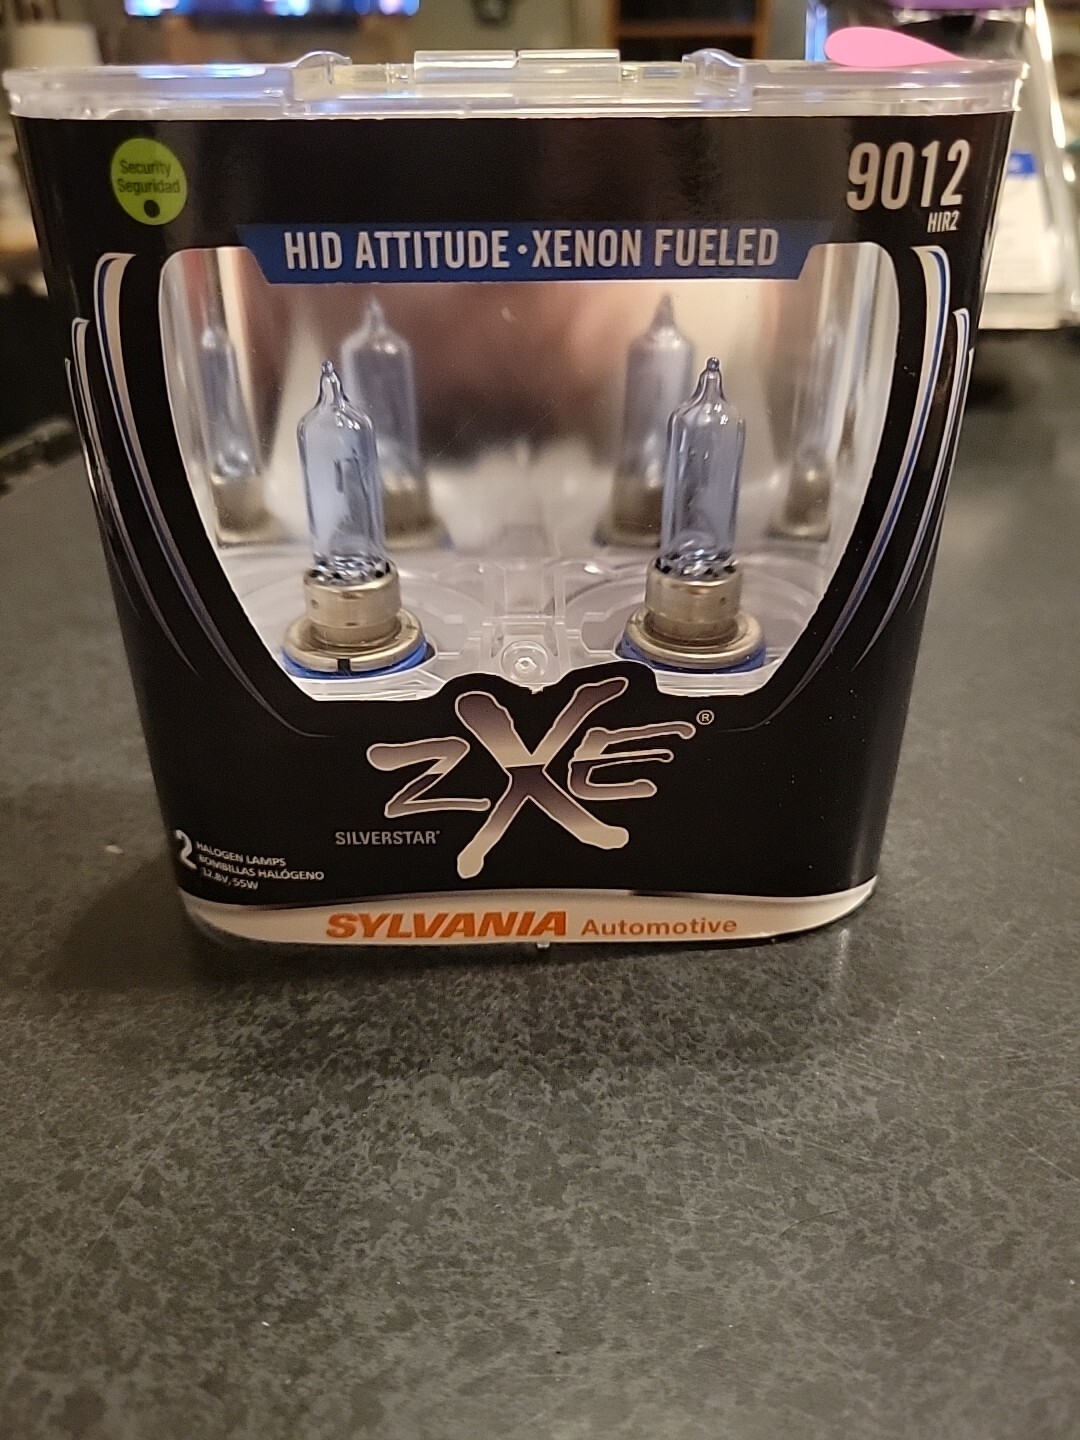 Security
Seguridad
9012
HIR2
HID ATTITUDE • XENON FUELED
zXE®
SILVERSTAR
2 HALOGEN LAMPS
BOMBILLAS HALÓGENO
12.8V, 55W
SYLVANIA Automotive